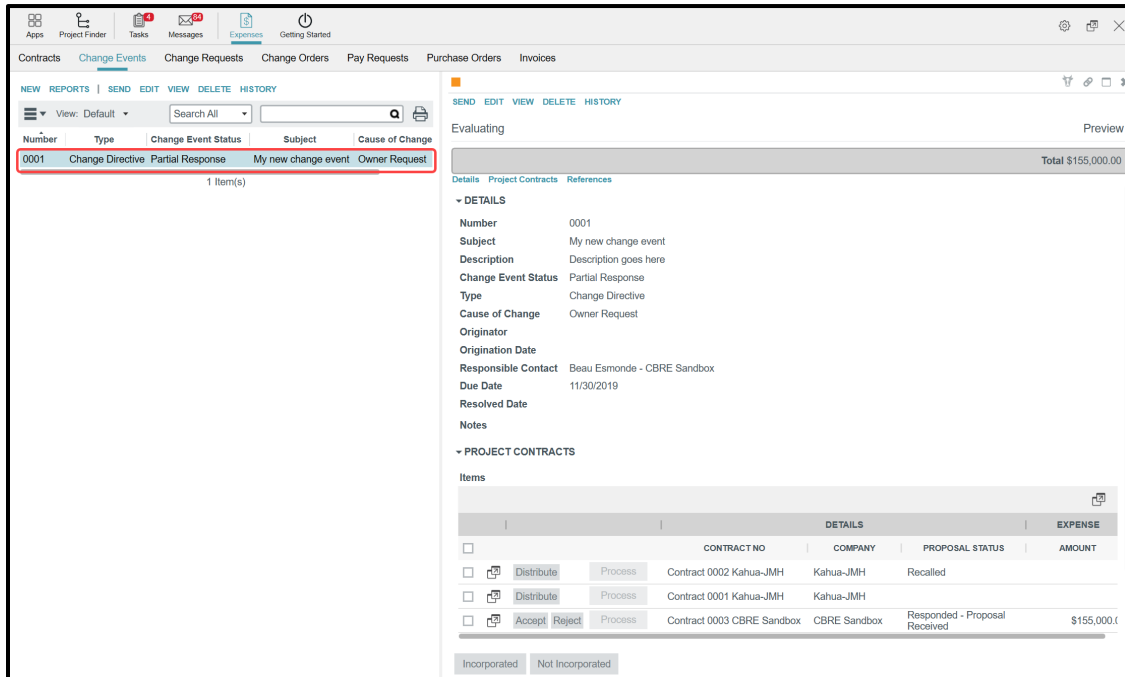 4 84
Apps Project Finder Tasks Messages Expenses Getting Started
Contracts Change Events Change Requests Change Orders Pay Requests Purchase Orders Invoices
NEW REPORTS | SEND EDIT VIEW DELETE HISTORY
View: Default Search All
Number Type Change Event Status Subject Cause of Change
0001 Change Directive Partial Response My new change event Owner Request
1 Item(s)
SEND EDIT VIEW DELETE HISTORY
Evaluating Preview
Total $155,000.00
Details Project Contracts References
DETAILS
Number 0001
Subject My new change event
Description Description goes here
Change Event Status Partial Response
Type Change Directive
Cause of Change Owner Request
Originator
Origination Date
Responsible Contact Beau Esmonde - CBRE Sandbox
Due Date 11/30/2019
Resolved Date
Notes
PROJECT CONTRACTS
Items
DETAILS EXPENSE
CONTRACT NO COMPANY PROPOSAL STATUS AMOUNT
Distribute Process Contract 0002 Kahua-JMH Kahua-JMH Recalled
Distribute Process Contract 0001 Kahua-JMH Kahua-JMH
Accept Reject Process Contract 0003 CBRE Sandbox CBRE Sandbox Responded - Proposal Received $155,000.0
Incorporated Not Incorporated